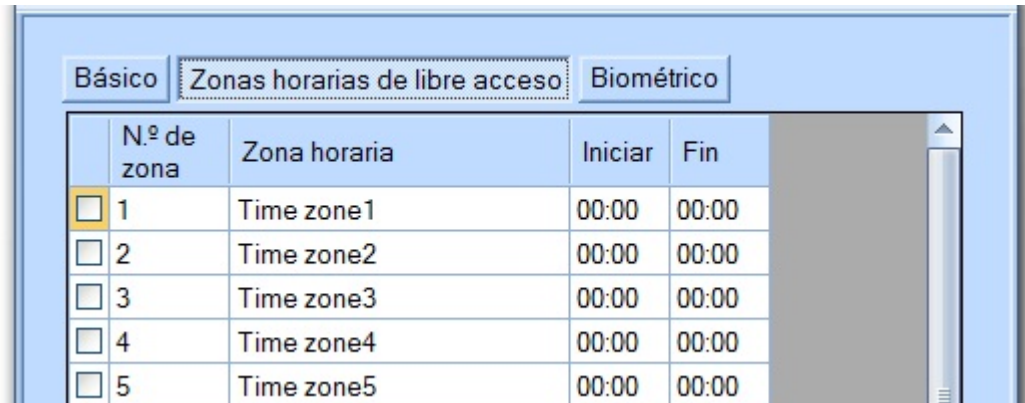 Básico Zonas horarias de libre acceso Biométrico
N.º de zona Zona horaria Iniciar Fin
1 Time zone1 00:00 00:00
2 Time zone2 00:00 00:00
3 Time zone3 00:00 00:00
4 Time zone4 00:00 00:00
5 Time zone5 00:00 00:00